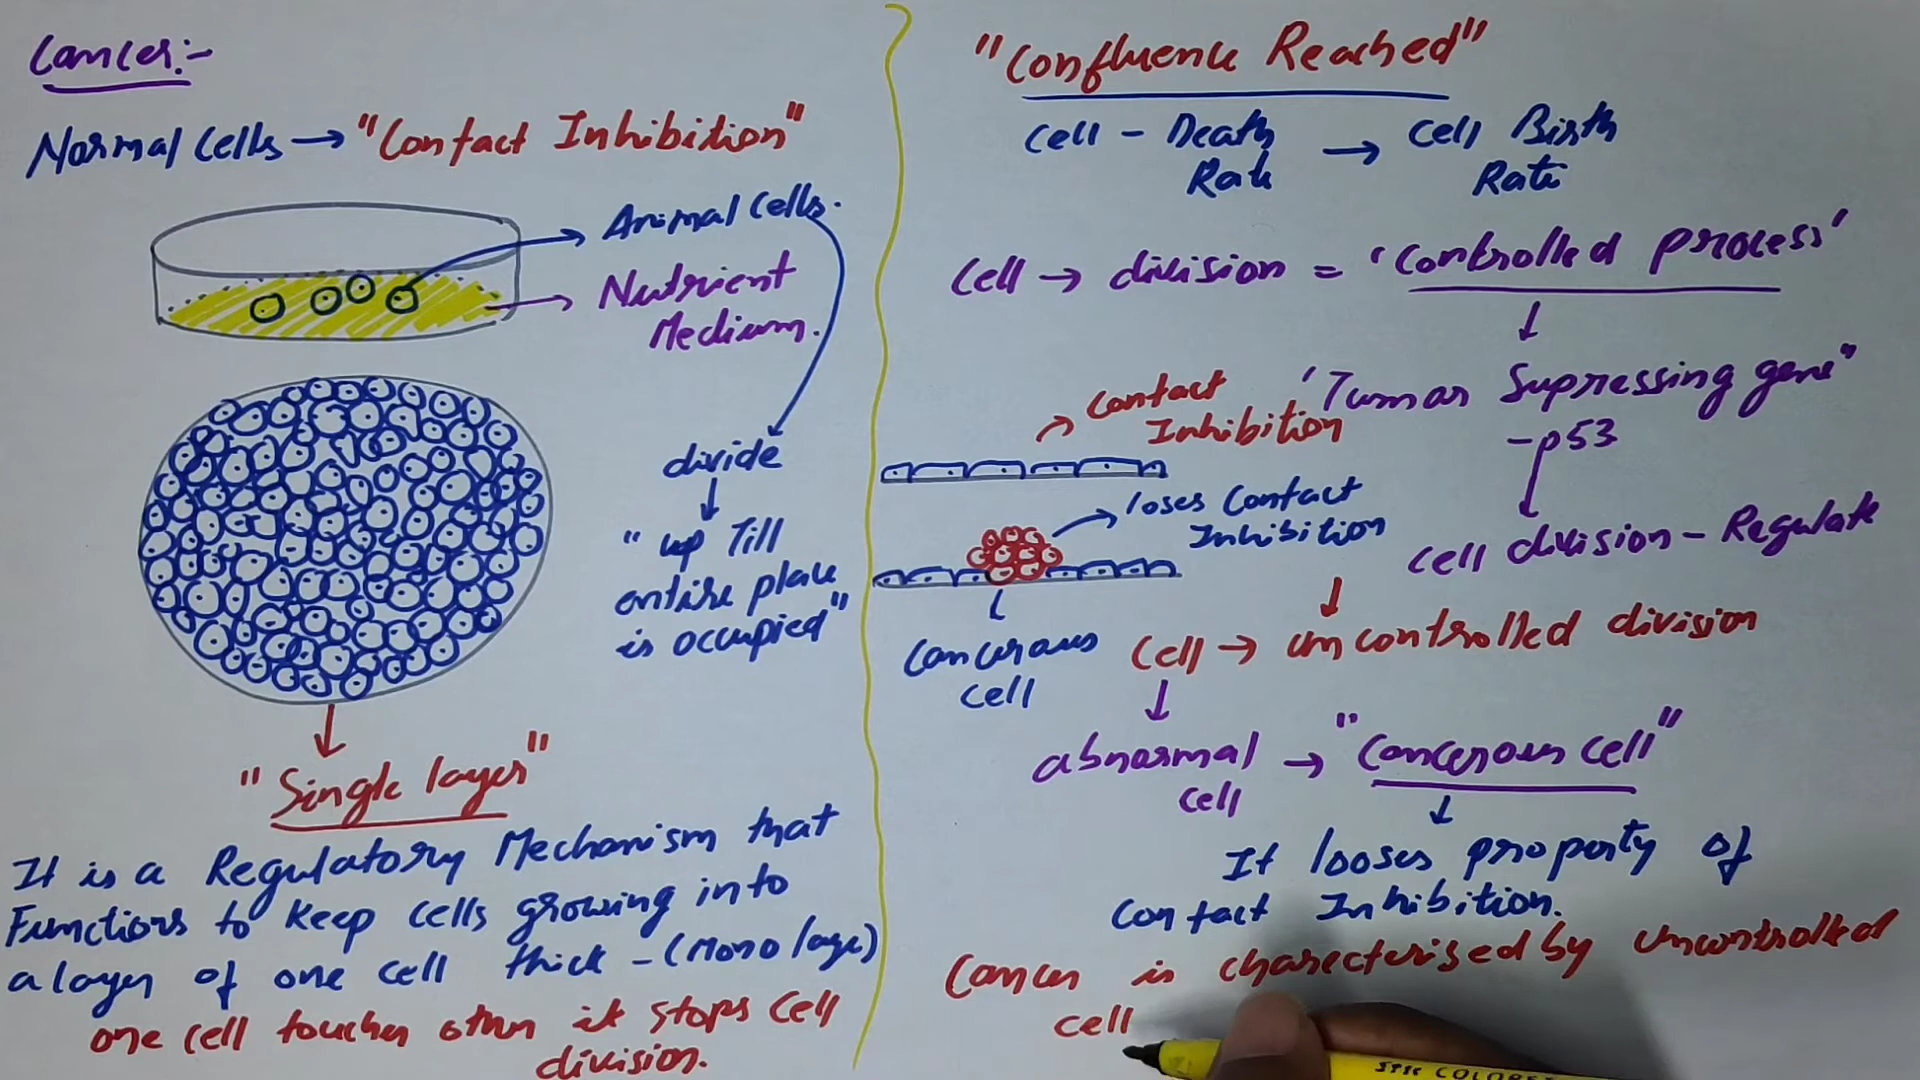 Cancer:-
Normal Cells → "Contact Inhibition"
Animal Cells.
Nutrient
Medium.
divide
↓
"up Till
entire place
is occupied"
"Single layer"
It is a Regulatory Mechanism that
Functions to keep cells growing into
a layer of one cell thick - (Mono laye)
one cell touches other it stops cell
division.
"Confluence Reached"
Cell - Death → Cell Birth
Rate Rate
Cell → division = 'Controlled process'
↓
'Tumar Supressing gene"
- p53
cell division - Regulate
Contact
Inhibition
loses Contact
Inhibition
Cancerous
cell
↓
Cell → uncontrolled division
↓
abnormal → "Cancerous cell"
cell
↓
It looses property of
Contact Inhibition.
Cancer is charecterised by uncontrolled
cell